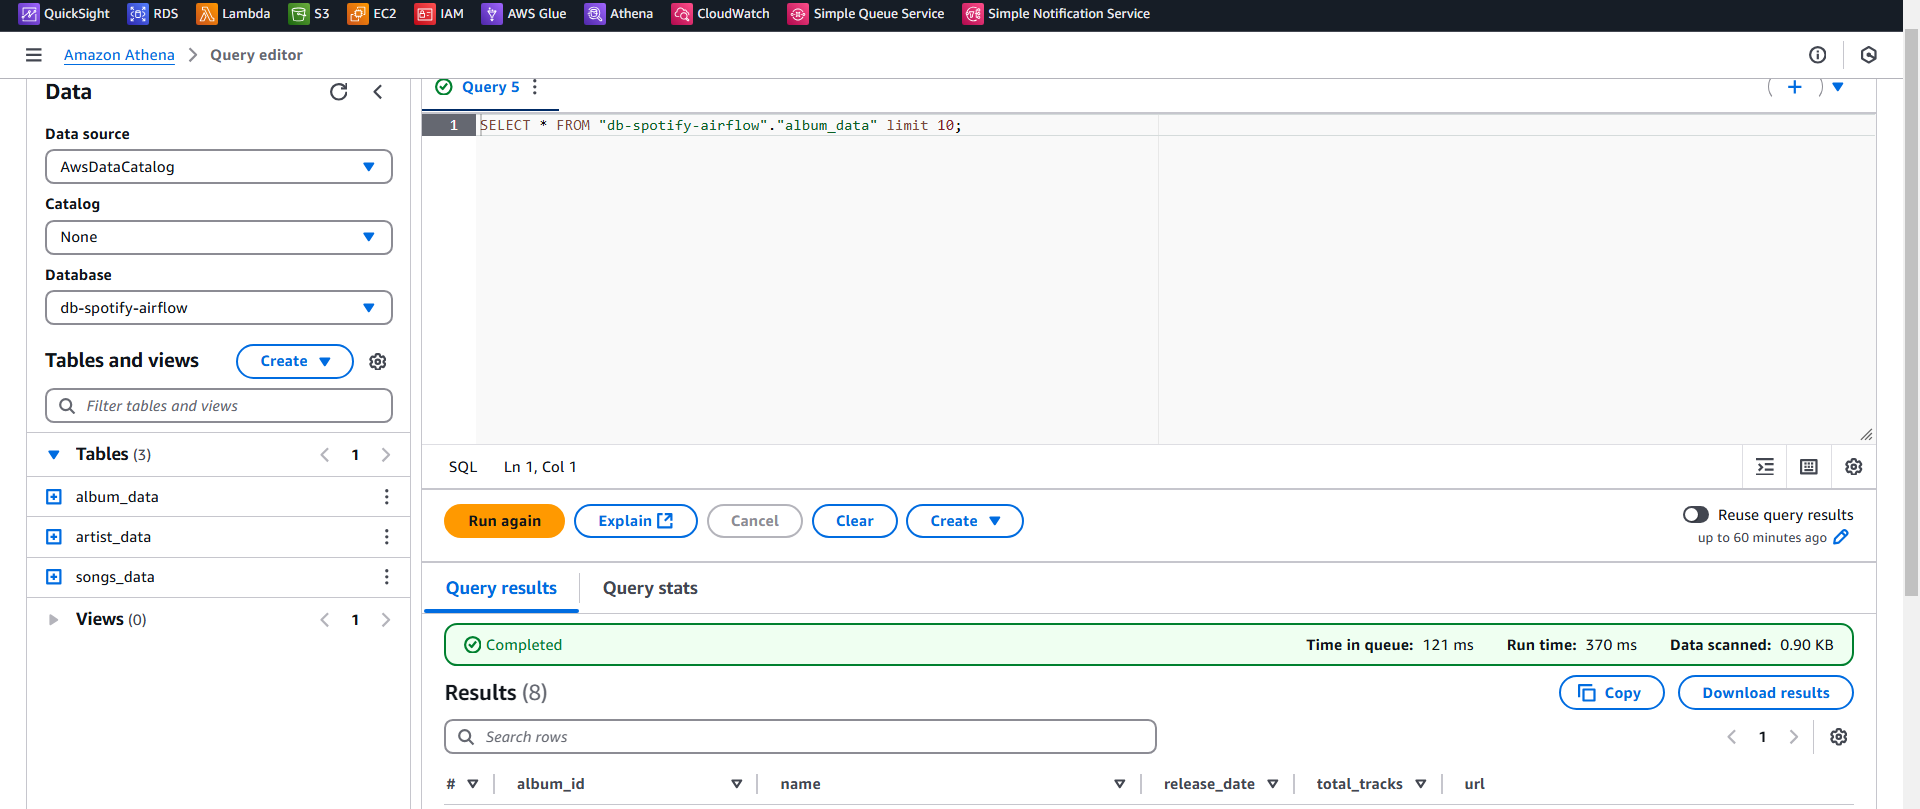 QuickSight RDS Lambda S3 EC2 IAM AWS Glue Athena CloudWatch Simple Queue Service Simple Notification Service
Amazon Athena Query editor
Data
Data source
AwsDataCatalog
Catalog
None
Database
db-spotify-airflow
Tables and views Create
Filter tables and views
Tables (3) 1
album_data
artist_data
songs_data
Views (0) 1
Query 5
1 SELECT * FROM "db-spotify-airflow"."album_data" limit 10;
SQL Ln 1, Col 1
Run again Explain Cancel Clear Create
Reuse query results
up to 60 minutes ago
Query results Query stats
Completed Time in queue: 121 ms Run time: 370 ms Data scanned: 0.90 KB
Results (8) Copy Download results
Search rows 1
# album_id name release_date total_tracks url